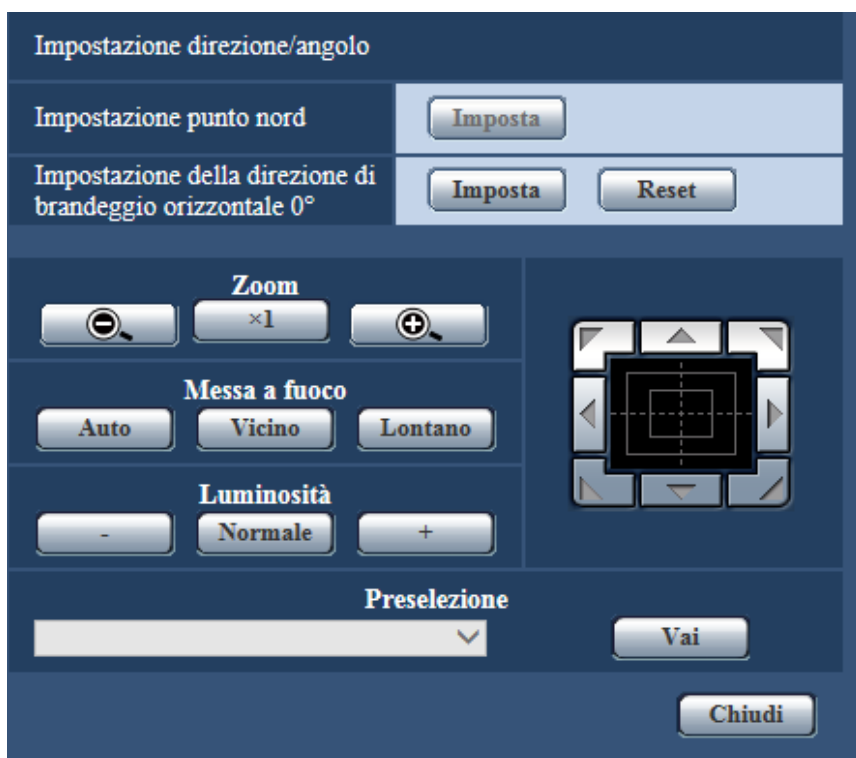 Impostazione direzione/angolo
Impostazione punto nord
Imposta
Impostazione della direzione di
brandeggio orizzontale 0°
Imposta
Reset
Zoom
×1
Messa a fuoco
Auto
Vicino
Lontano
Luminosità
-
Normale
+
Preselezione
Vai
Chiudi